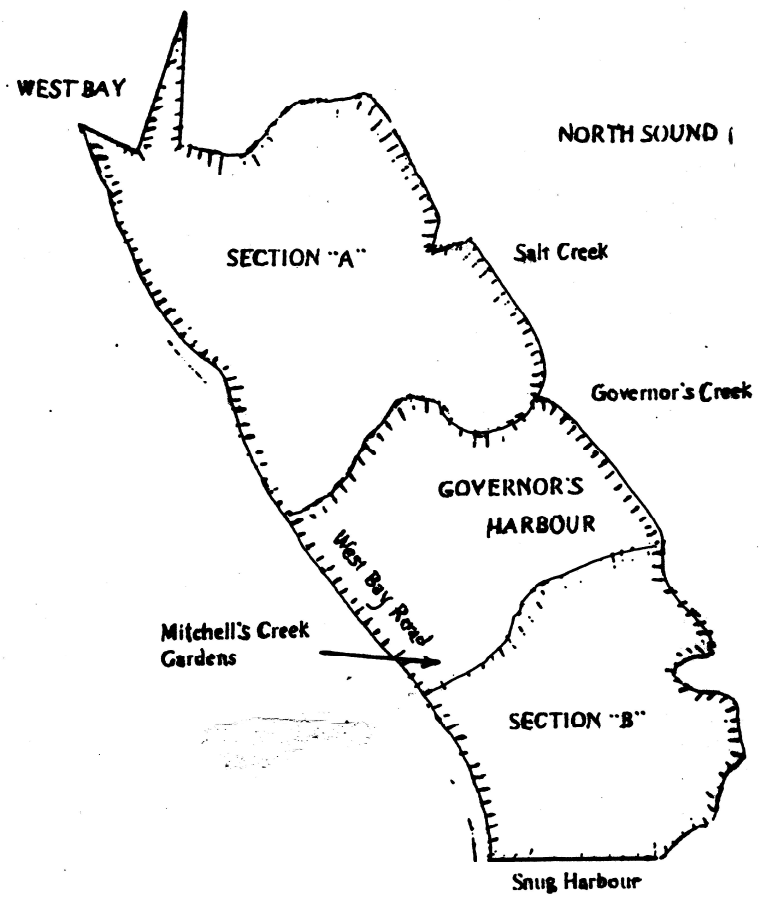 WEST BAY
NORTH SOUND
SECTION "A"
Salt Creek
Governor's Creek
GOVERNOR'S
HARBOUR
West Bay Road
Mitchell's Creek
Gardens
SECTION "B"
Snug Harbour